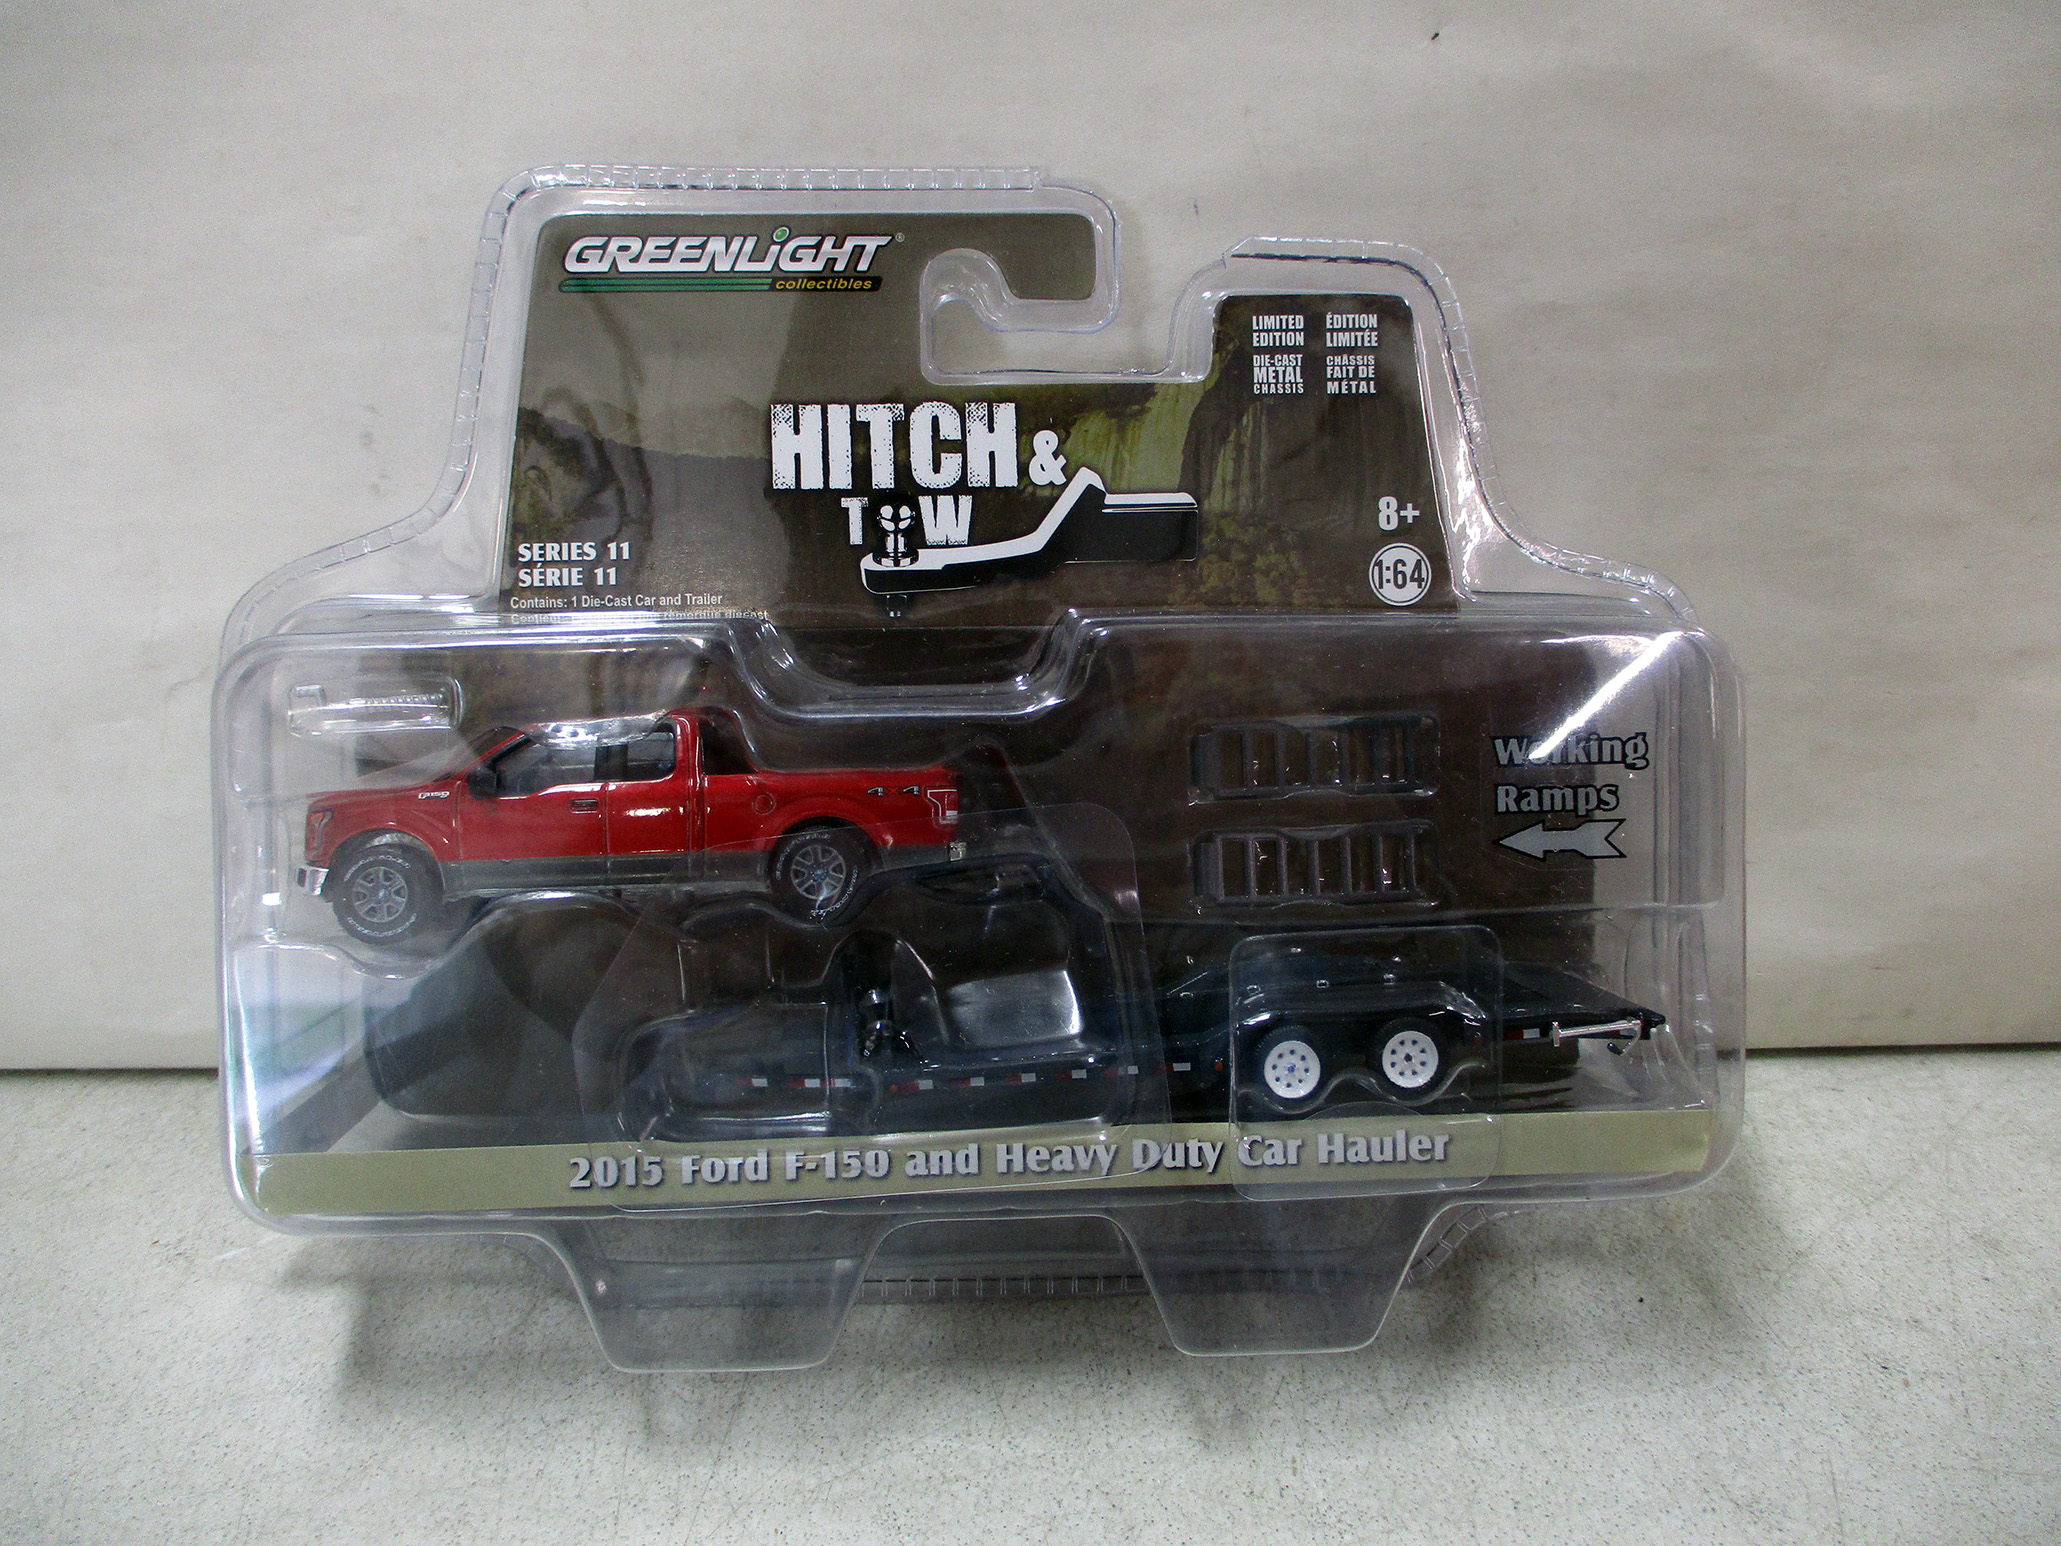 GREENLiGHT®
collectibles
LIMITED EDITION
ÉDITION LIMITÉE
DIE-CAST METAL CHASSIS
CHÂSSIS FAIT DE MÉTAL
HITCH &
TOW
8+
1:64
SERIES 11
SÉRIE 11
Contains: 1 Die-Cast Car and Trailer
F-150
4x4
Working
Ramps
2015 Ford F-150 and Heavy Duty Car Hauler